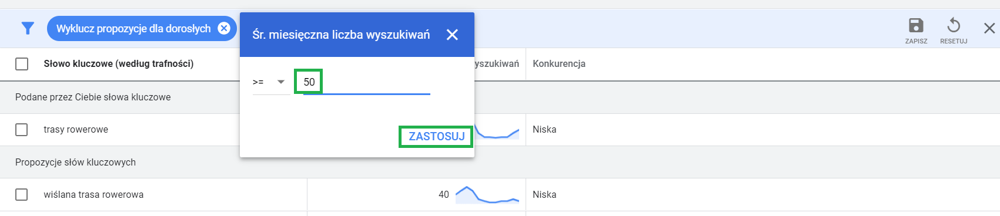 Wyklucz propozycje dla dorosłych
Śr. miesięczna liczba wyszukiwań
ZAPISZ
RESETUJ
Słowo kluczowe (według trafności)
yszukiwań
Konkurencja
>=
50
Podane przez Ciebie słowa kluczowe
trasy rowerowe
Niska
ZASTOSUJ
Propozycje słów kluczowych
wiślana trasa rowerowa
40
Niska